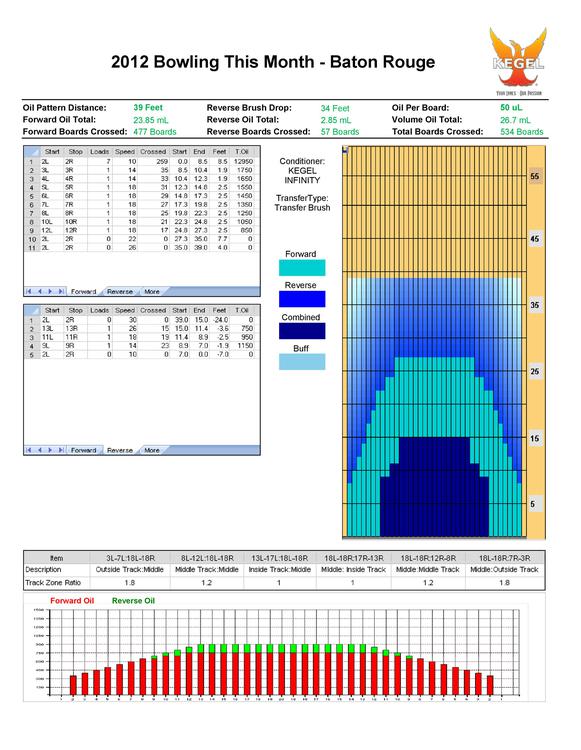 KEGEL
2012 Bowling This Month - Baton Rouge
Oil Pattern Distance: 39 Feet Reverse Brush Drop: 34 Feet Oil Per Board: 50 uL
Forward Oil Total: 23.85 mL Reverse Oil Total: 2.85 mL Volume Oil Total: 26.7 mL
Forward Boards Crossed: 477 Boards Reverse Boards Crossed: 57 Boards Total Boards Crossed: 534 Boards
Start Stop Loads Speed Crossed Start End Feet T.Oil
1 2L 2R 7 10 259 0.0 8.5 8.5 12950
2 3L 3R 1 14 35 8.5 10.4 1.9 1750
3 4L 4R 1 14 33 10.4 12.3 1.9 1650
4 5L 5R 1 18 31 12.3 14.8 2.5 1550
5 6L 6R 1 18 29 14.8 17.3 2.5 1450
6 7L 7R 1 18 27 17.3 19.8 2.5 1350
7 8L 8R 1 18 25 19.8 22.3 2.5 1250
8 10L 10R 1 18 21 22.3 24.8 2.5 1050
9 12L 12R 1 18 17 24.8 27.3 2.5 850
10 2L 2R 0 22 0 27.3 35.0 7.7 0
11 2L 2R 0 26 0 35.0 39.0 4.0 0
Forward Reverse More
Start Stop Loads Speed Crossed Start End Feet T.Oil
1 2L 2R 0 30 0 39.0 15.0 -24.0 0
2 13L 13R 1 26 15 15.0 11.4 -3.6 750
3 11L 11R 1 18 19 11.4 8.9 -2.5 950
4 9L 9R 1 14 23 8.9 7.0 -1.9 1150
5 2L 2R 0 10 0 7.0 0.0 -7.0 0
Forward Reverse More
Conditioner:
KEGEL
INFINITY
TransferType:
Transfer Brush
Forward
Reverse
Combined
Buff
55
45
35
25
15
5
Item 3L-7L:18L-18R 8L-12L:18L-18R 13L-17L:18L-18R 18L-18R:17R-13R 18L-18R:12R-8R 18L-18R:7R-3R
Description Outside Track:Middle Middle Track:Middle Inside Track:Middle Middle: Inside Track Middle:Middle Track Middle:Outside Track
Track Zone Ratio 1.8 1.2 1 1 1.2 1.8
Forward Oil Reverse Oil
1350
1200
1050
900
750
600
450
300
150